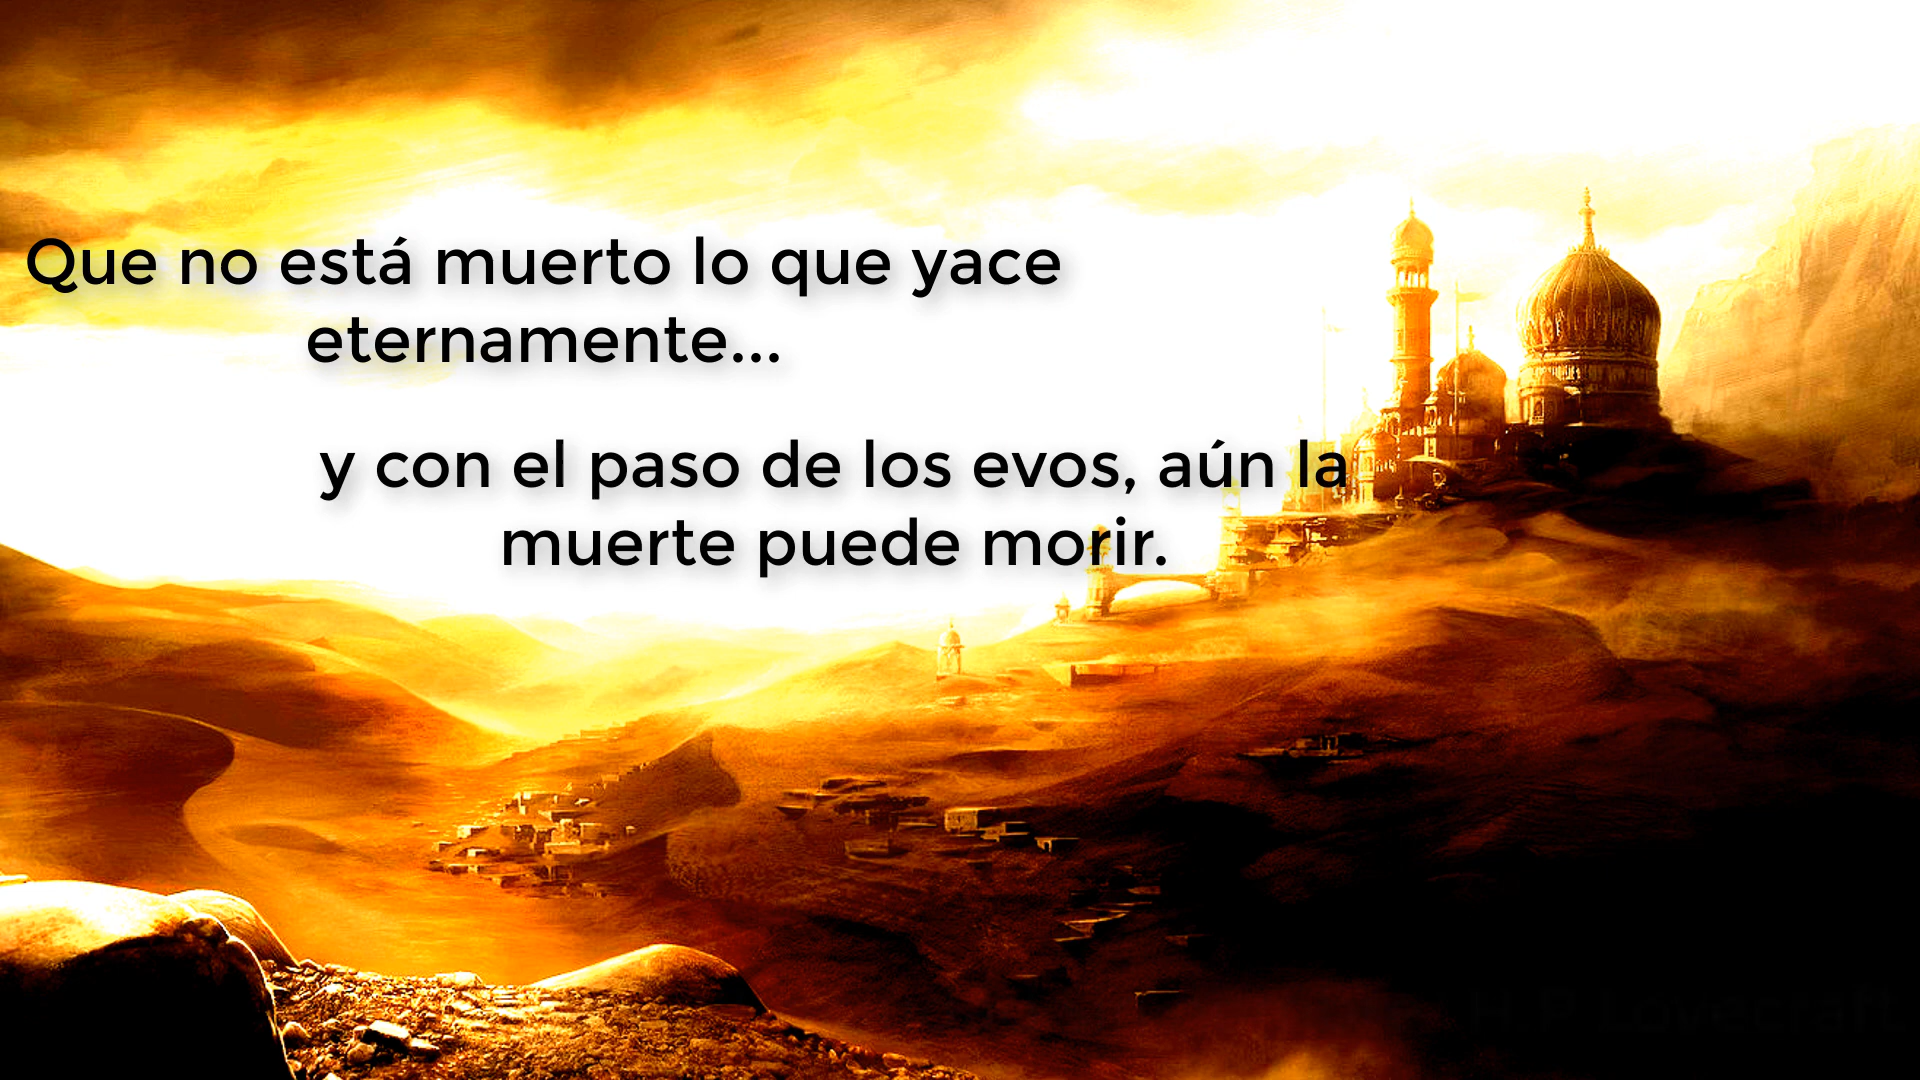 Que no está muerto lo que yace
eternamente...
y con el paso de los evos, aún la
muerte puede morir.
H P Lovecraft